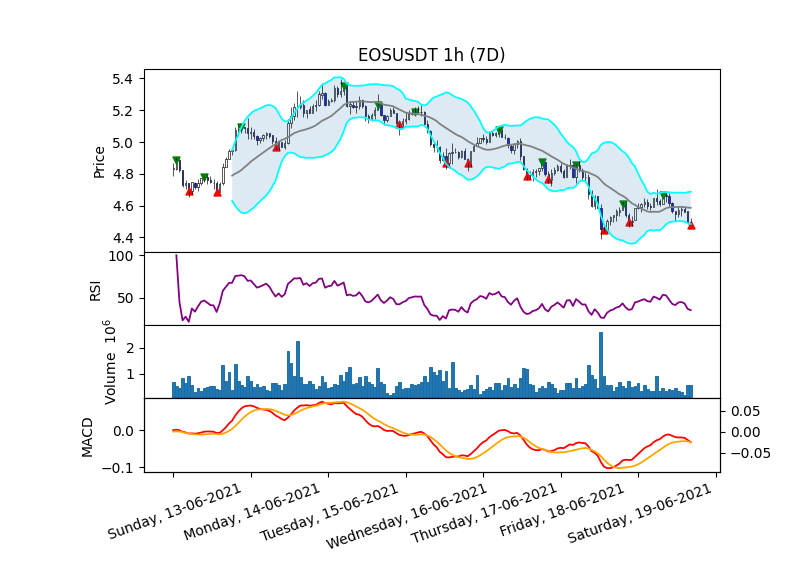 EOSUSDT 1h (7D)
Price
5.4
5.2
5.0
4.8
4.6
4.4
RSI
100
50
Volume 10⁶
2
1
MACD
0.0
−0.1
0.05
0.00
−0.05
Sunday, 13-06-2021
Monday, 14-06-2021
Tuesday, 15-06-2021
Wednesday, 16-06-2021
Thursday, 17-06-2021
Friday, 18-06-2021
Saturday, 19-06-2021